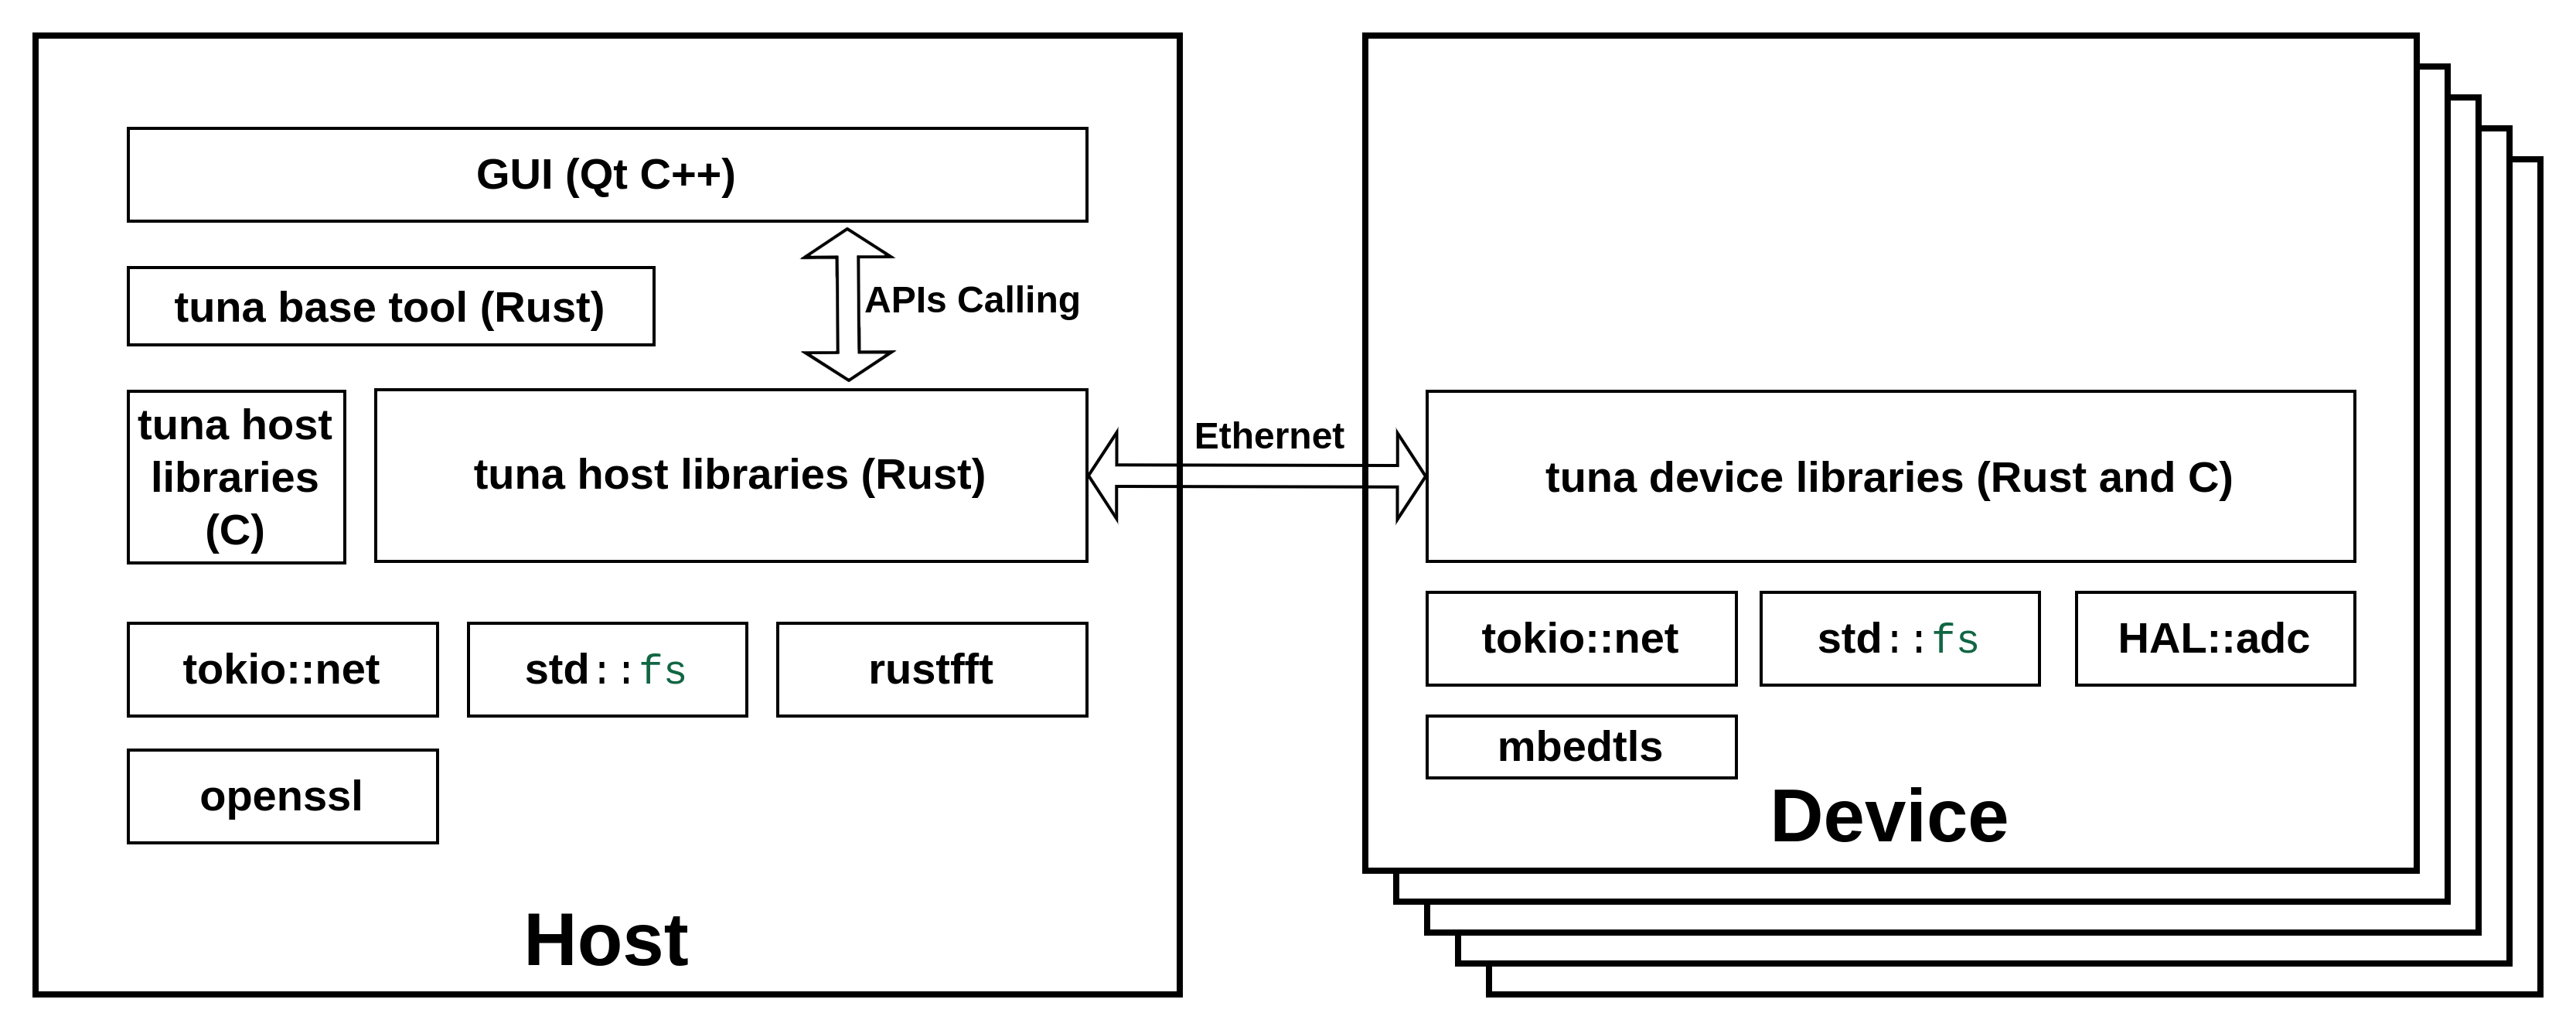 GUI (Qt C++)
tuna base tool (Rust)
APIs Calling
tuna host
libraries
(C)
tuna host libraries (Rust)
tokio::net
std::fs
rustfft
openssl
Host
Ethernet
tuna device libraries (Rust and C)
tokio::net
std::fs
HAL::adc
mbedtls
Device